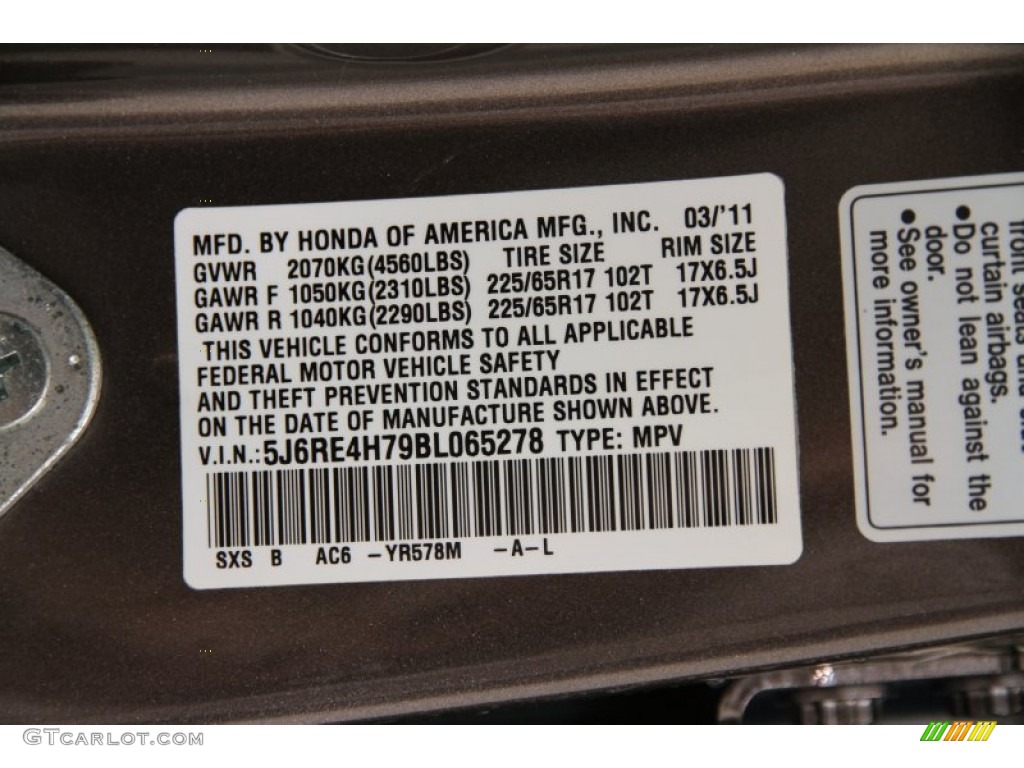 MFD. BY HONDA OF AMERICA MFG., INC. 03/'11
GVWR 2070KG(4560LBS) TIRE SIZE RIM SIZE
GAWR F 1050KG(2310LBS) 225/65R17 102T 17X6.5J
GAWR R 1040KG(2290LBS) 225/65R17 102T 17X6.5J
THIS VEHICLE CONFORMS TO ALL APPLICABLE
FEDERAL MOTOR VEHICLE SAFETY
AND THEFT PREVENTION STANDARDS IN EFFECT
ON THE DATE OF MANUFACTURE SHOWN ABOVE.
V.I.N.:5J6RE4H79BL065278 TYPE: MPV
SXS B AC6 -YR578M -A-L
curtain airbags.
●Do not lean against the
door.
●See owner's manual for
more information.
GTCARLOT.COM